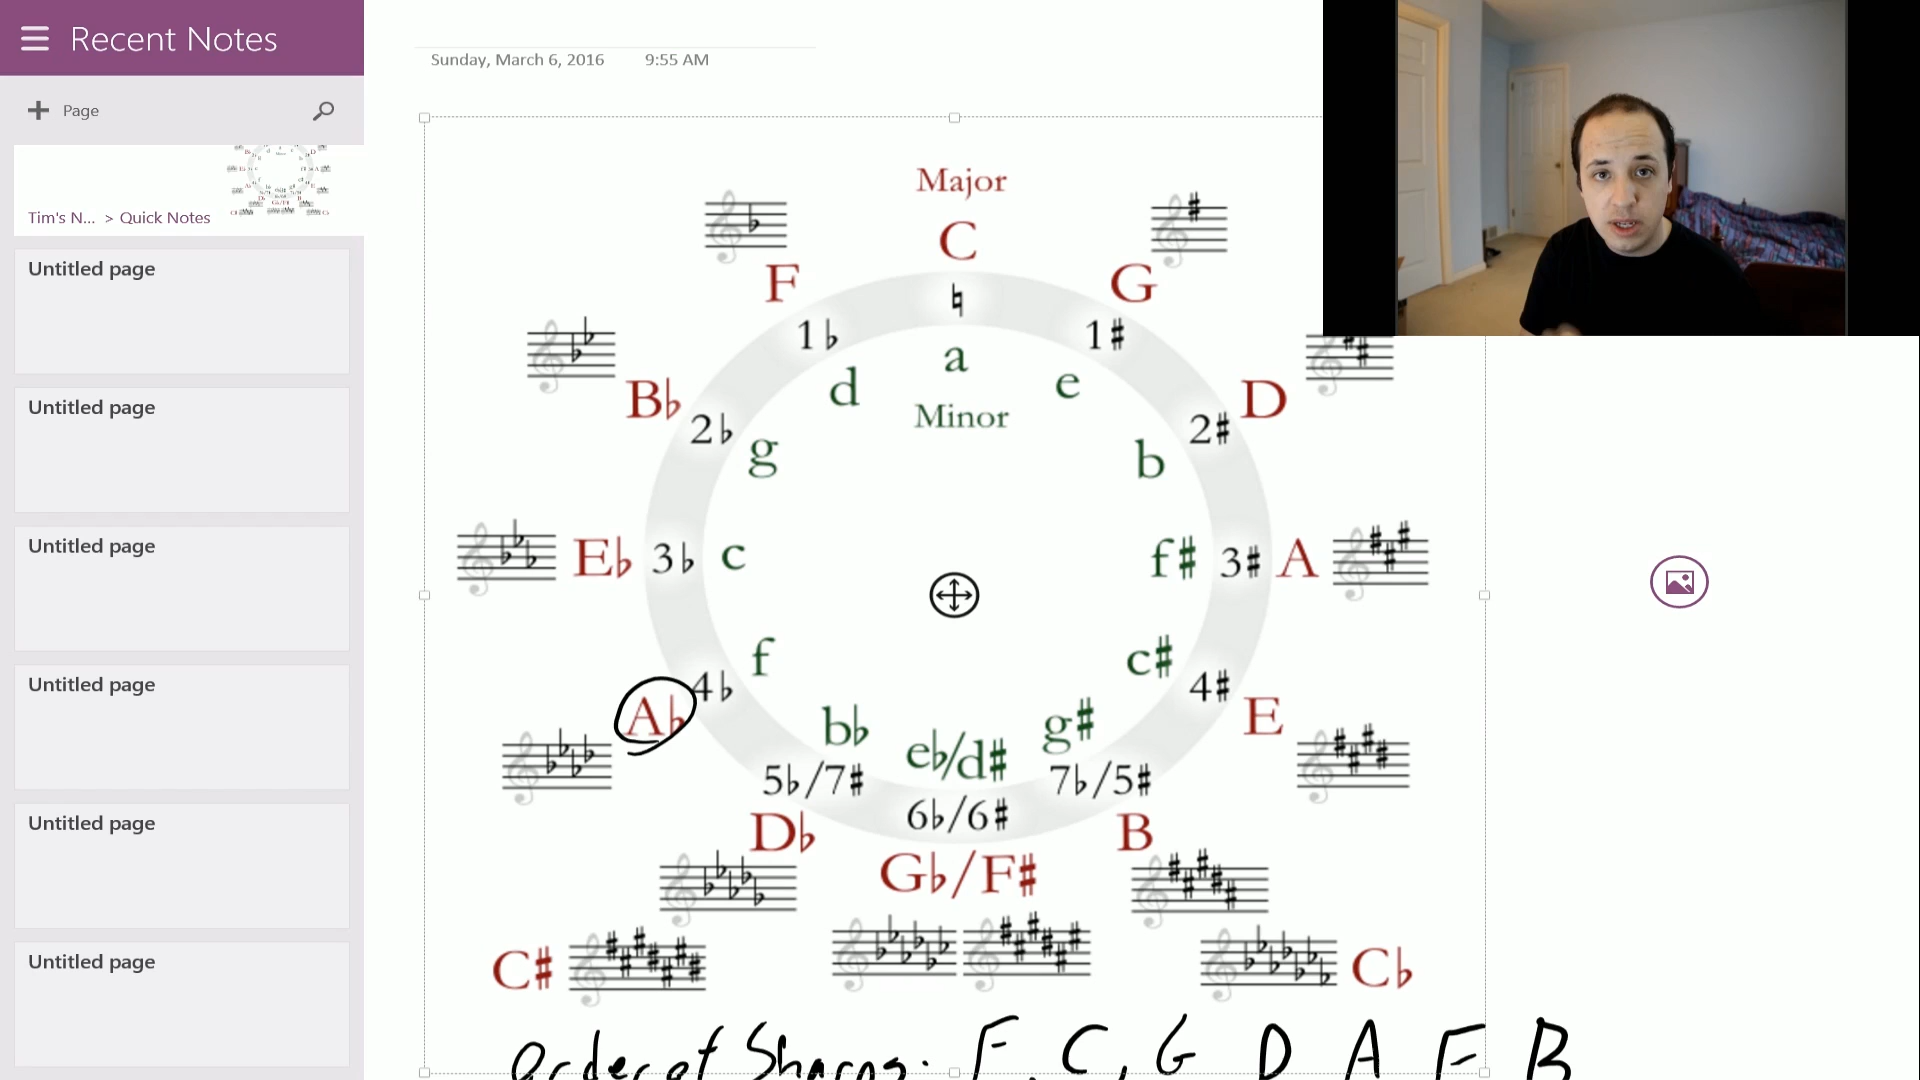 Recent Notes
Sunday, March 6, 2016 9:55 AM
+ Page
Tim's N... > Quick Notes
Untitled page
Untitled page
Untitled page
Untitled page
Untitled page
Untitled page
Major
C
F
G
♮
1♭
1#
d
a
e
Minor
B♭
D
2♭
2#
g
b
E♭
3♭
c
f#
3#
A
f
c#
A♭
4♭
4#
E
b♭
e♭/d#
g#
5♭/7#
6♭/6#
7♭/5#
D♭
G♭/F#
B
C#
C♭
Order of Sharps: F, C, G D A E B